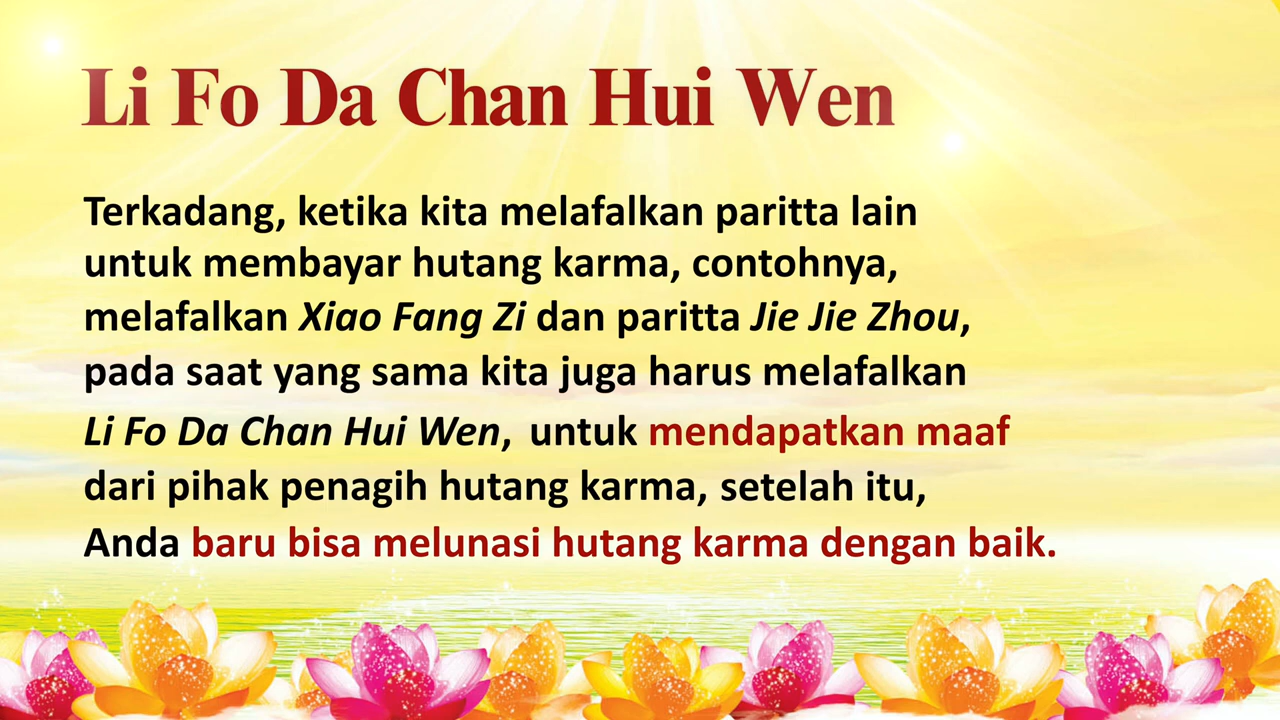 Li Fo Da Chan Hui Wen
Terkadang, ketika kita melafalkan paritta lain
untuk membayar hutang karma, contohnya,
melafalkan Xiao Fang Zi dan paritta Jie Jie Zhou,
pada saat yang sama kita juga harus melafalkan
Li Fo Da Chan Hui Wen, untuk mendapatkan maaf
dari pihak penagih hutang karma, setelah itu,
Anda baru bisa melunasi hutang karma dengan baik.